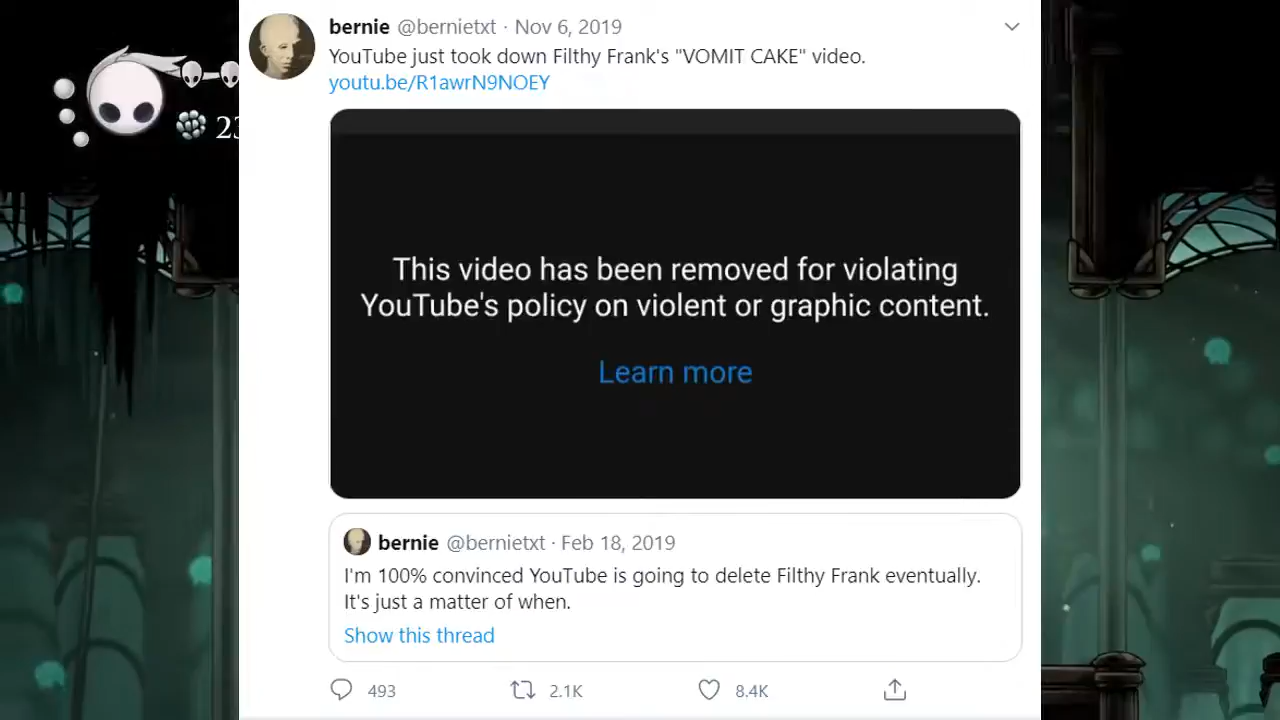 bernie @bernietxt · Nov 6, 2019
YouTube just took down Filthy Frank's "VOMIT CAKE" video.
youtu.be/R1awrN9NOEY
This video has been removed for violating
YouTube's policy on violent or graphic content.
Learn more
bernie @bernietxt · Feb 18, 2019
I'm 100% convinced YouTube is going to delete Filthy Frank eventually.
It's just a matter of when.
Show this thread
493 2.1K 8.4K